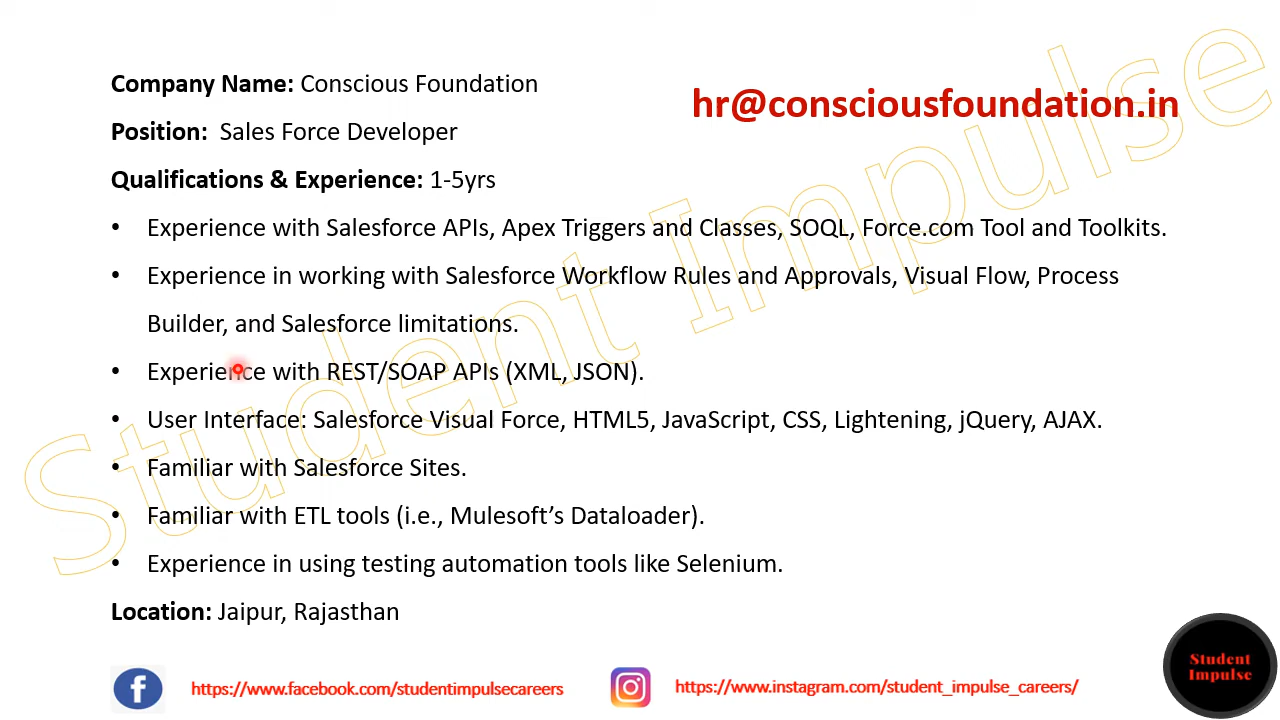 Company Name: Conscious Foundation
hr@consciousfoundation.in
Position: Sales Force Developer
Qualifications & Experience: 1-5yrs
• Experience with Salesforce APIs, Apex Triggers and Classes, SOQL, Force.com Tool and Toolkits.
• Experience in working with Salesforce Workflow Rules and Approvals, Visual Flow, Process
Builder, and Salesforce limitations.
• Experience with REST/SOAP APIs (XML, JSON).
• User Interface: Salesforce Visual Force, HTML5, JavaScript, CSS, Lightening, jQuery, AJAX.
• Familiar with Salesforce Sites.
• Familiar with ETL tools (i.e., Mulesoft’s Dataloader).
• Experience in using testing automation tools like Selenium.
Location: Jaipur, Rajasthan
Student Impulse
https://www.facebook.com/studentimpulsecareers
https://www.instagram.com/student_impulse_careers/
Student
Impulse